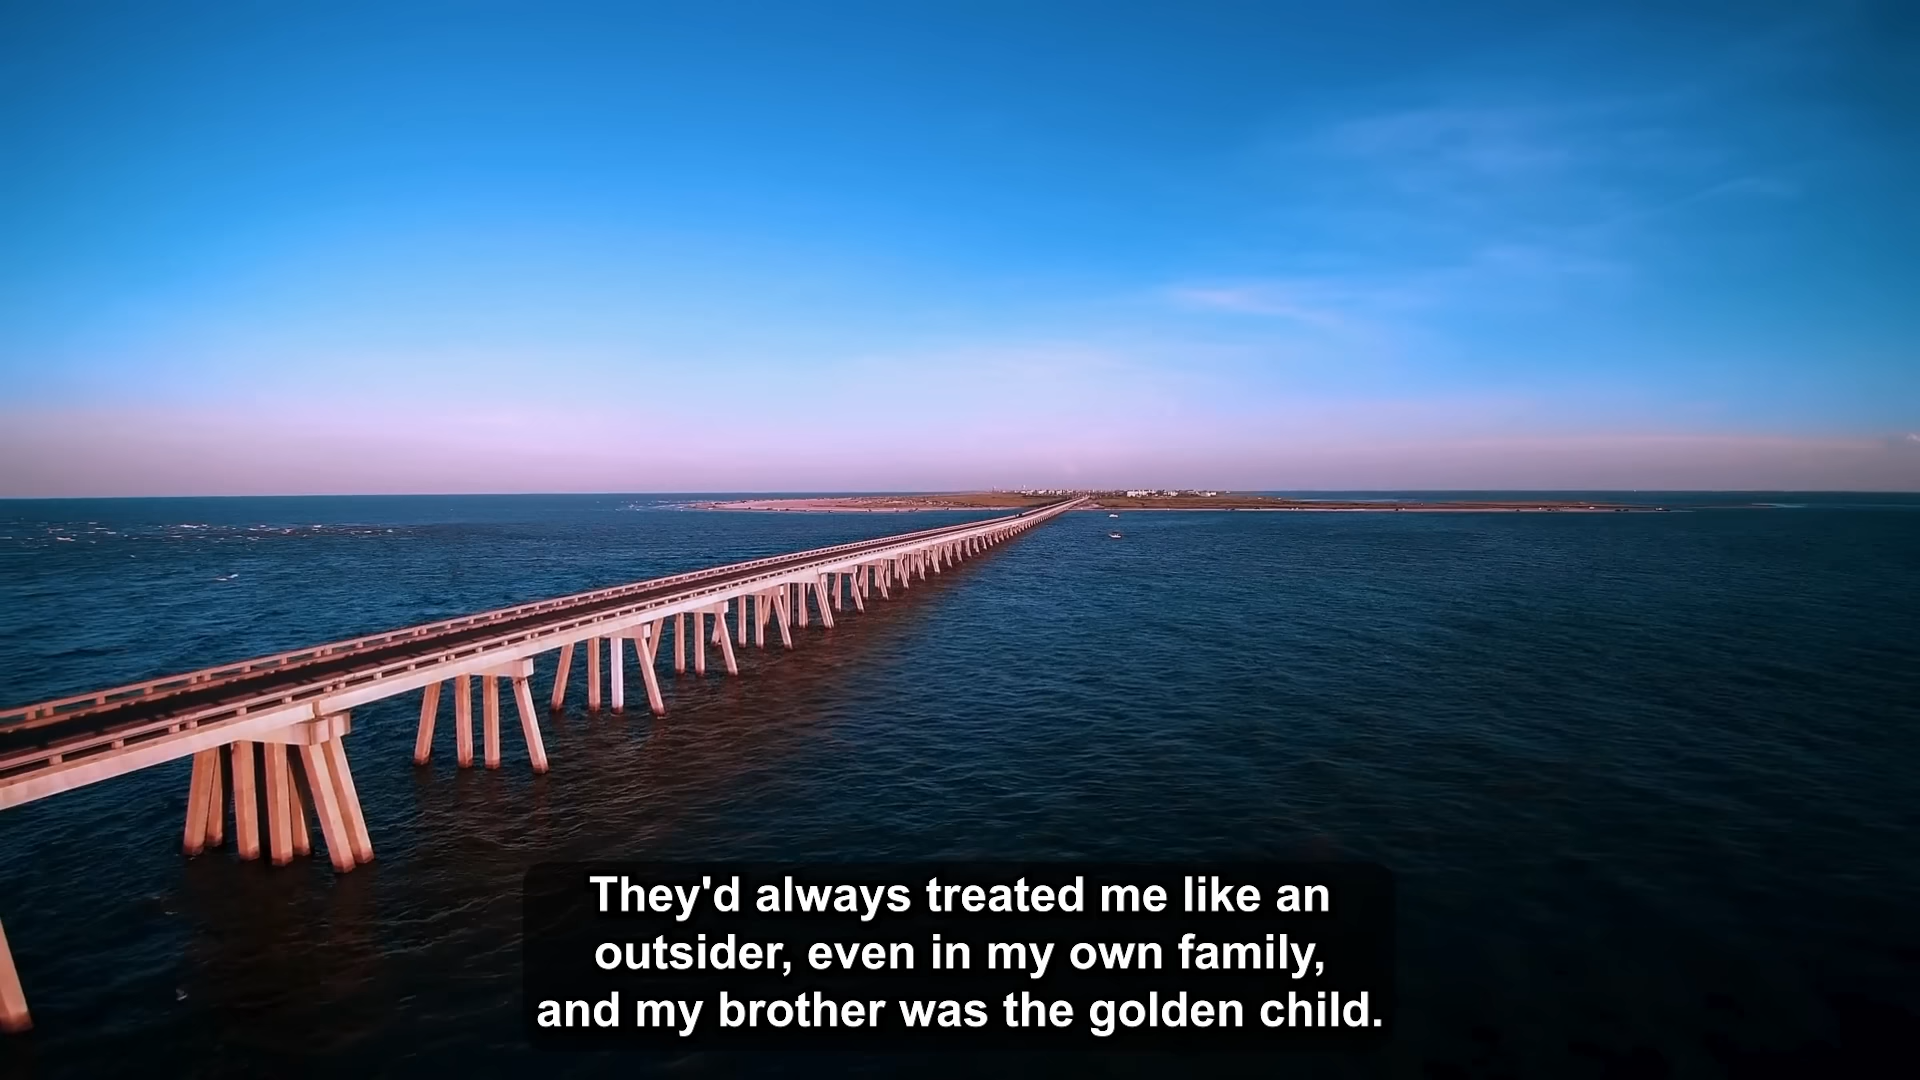 They'd always treated me like an
outsider, even in my own family,
and my brother was the golden child.